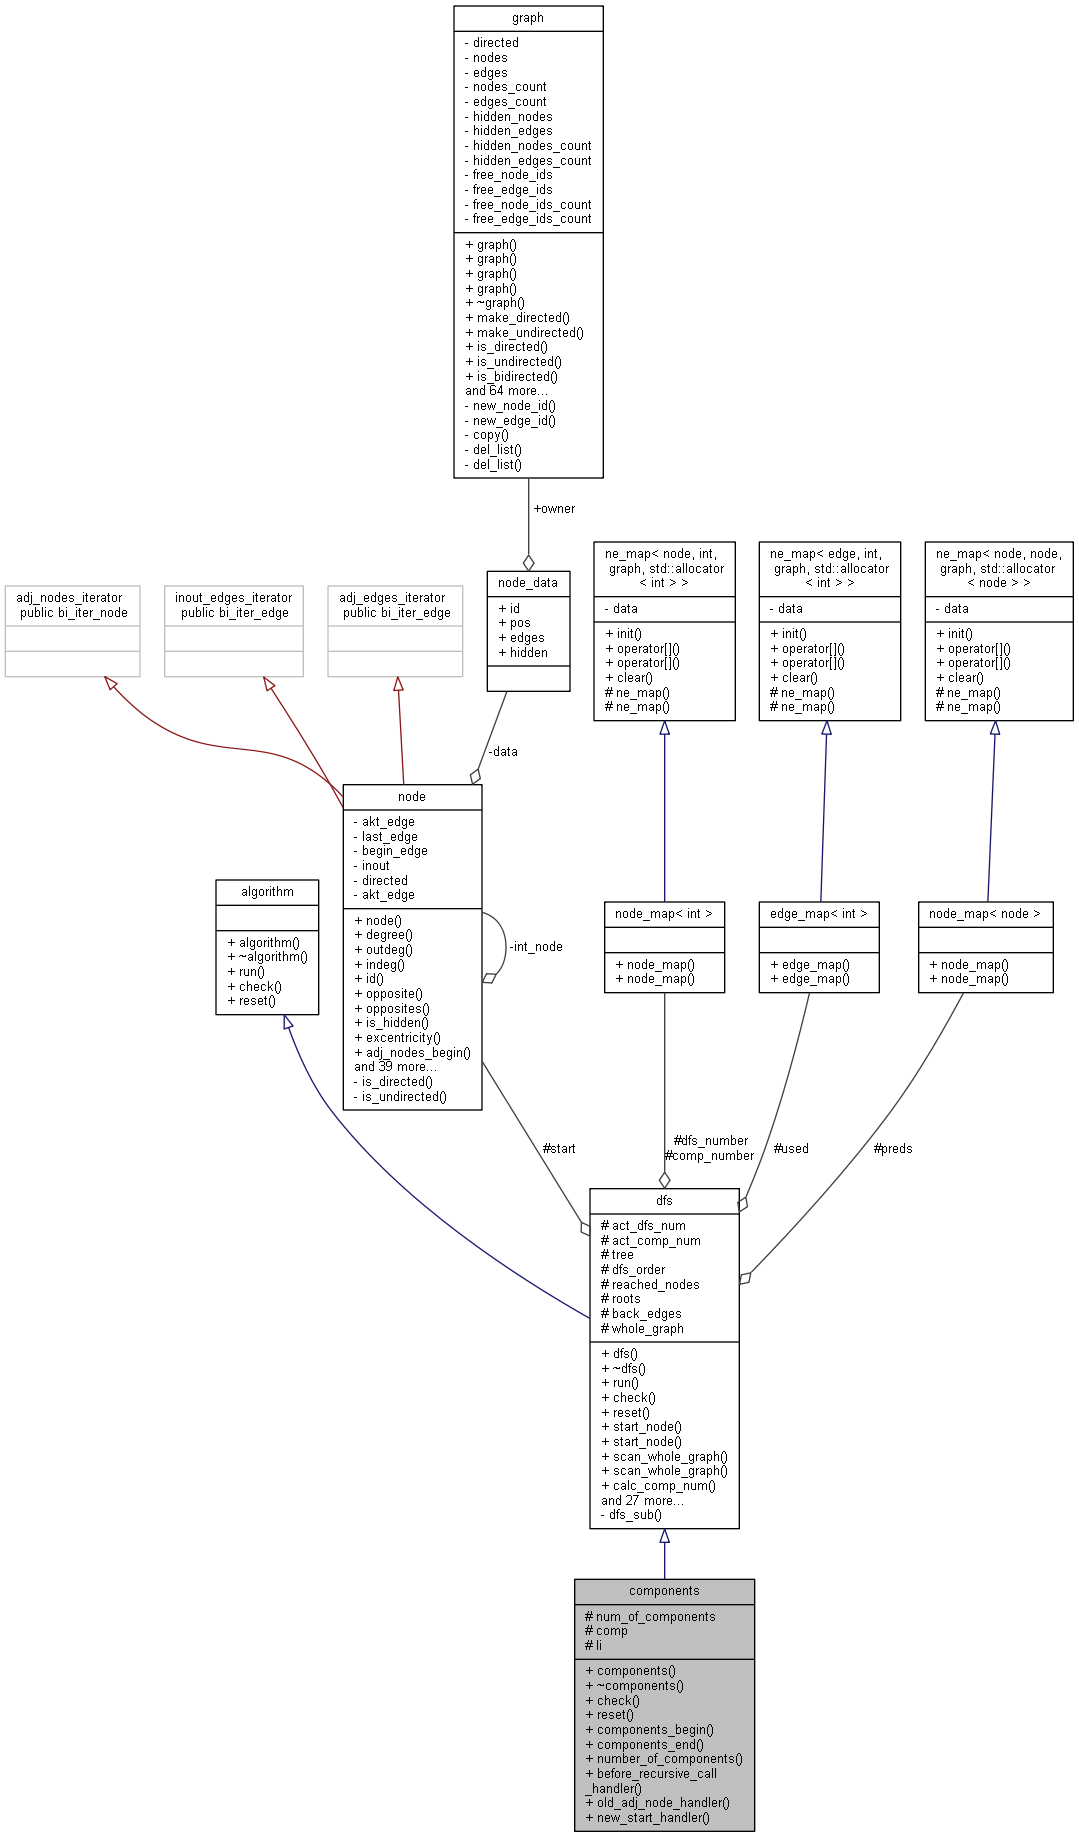 graph
- directed
- nodes
- edges
- nodes_count
- edges_count
- hidden_nodes
- hidden_edges
- hidden_nodes_count
- hidden_edges_count
- free_node_ids
- free_edge_ids
- free_node_ids_count
- free_edge_ids_count
+ graph()
+ graph()
+ graph()
+ graph()
+ ~graph()
+ make_directed()
+ make_undirected()
+ is_directed()
+ is_undirected()
+ is_bidirected()
and 64 more...
- new_node_id()
- new_edge_id()
- copy()
- del_list()
- del_list()
+owner
adj_nodes_iterator
public bi_iter_node
inout_edges_iterator
public bi_iter_edge
adj_edges_iterator
public bi_iter_edge
node_data
+ id
+ pos
+ edges
+ hidden
ne_map< node, int,
graph, std::allocator
< int > >
- data
+ init()
+ operator[]()
+ operator[]()
+ clear()
# ne_map()
# ne_map()
ne_map< edge, int,
graph, std::allocator
< int > >
- data
+ init()
+ operator[]()
+ operator[]()
+ clear()
# ne_map()
# ne_map()
ne_map< node, node,
graph, std::allocator
< node > >
- data
+ init()
+ operator[]()
+ operator[]()
+ clear()
# ne_map()
# ne_map()
-data
node
- akt_edge
- last_edge
- begin_edge
- inout
- directed
- akt_edge
+ node()
+ degree()
+ outdeg()
+ indeg()
+ id()
+ opposite()
+ opposites()
+ is_hidden()
+ excentricity()
+ adj_nodes_begin()
and 39 more...
- is_directed()
- is_undirected()
-int_node
algorithm
+ algorithm()
+ ~algorithm()
+ run()
+ check()
+ reset()
node_map< int >
+ node_map()
+ node_map()
edge_map< int >
+ edge_map()
+ edge_map()
node_map< node >
+ node_map()
+ node_map()
#start
#dfs_number
#comp_number
#used
#preds
dfs
# act_dfs_num
# act_comp_num
# tree
# dfs_order
# reached_nodes
# roots
# back_edges
# whole_graph
+ dfs()
+ ~dfs()
+ run()
+ check()
+ reset()
+ start_node()
+ start_node()
+ scan_whole_graph()
+ scan_whole_graph()
+ calc_comp_num()
and 27 more...
- dfs_sub()
components
# num_of_components
# comp
# li
+ components()
+ ~components()
+ check()
+ reset()
+ components_begin()
+ components_end()
+ number_of_components()
+ before_recursive_call
_handler()
+ old_adj_node_handler()
+ new_start_handler()